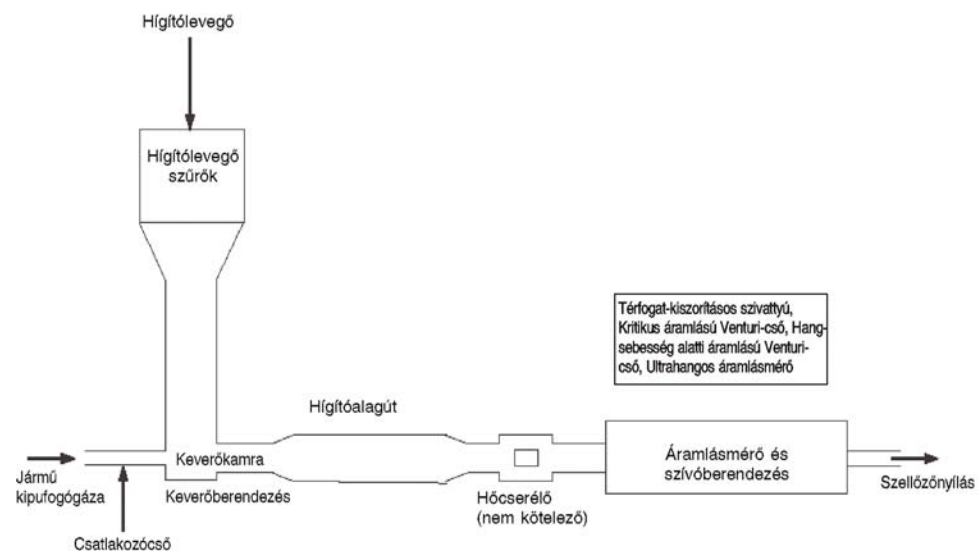 Hígítólevegő
Hígítólevegő
szűrők
Térfogat-kiszorításos szivattyú,
Kritikus áramlású Venturi-cső, Hang-
sebesség alatti áramlású Venturi-
cső, Ultrahangos áramlásmérő
Hígítóalagút
Keverőkamra
Áramlásmérő és
szívóberendezés
Jármű
kipufogógáza
Keverőberendezés
Hőcserélő
(nem kötelező)
Szellőzőnyílás
Csatlakozócső